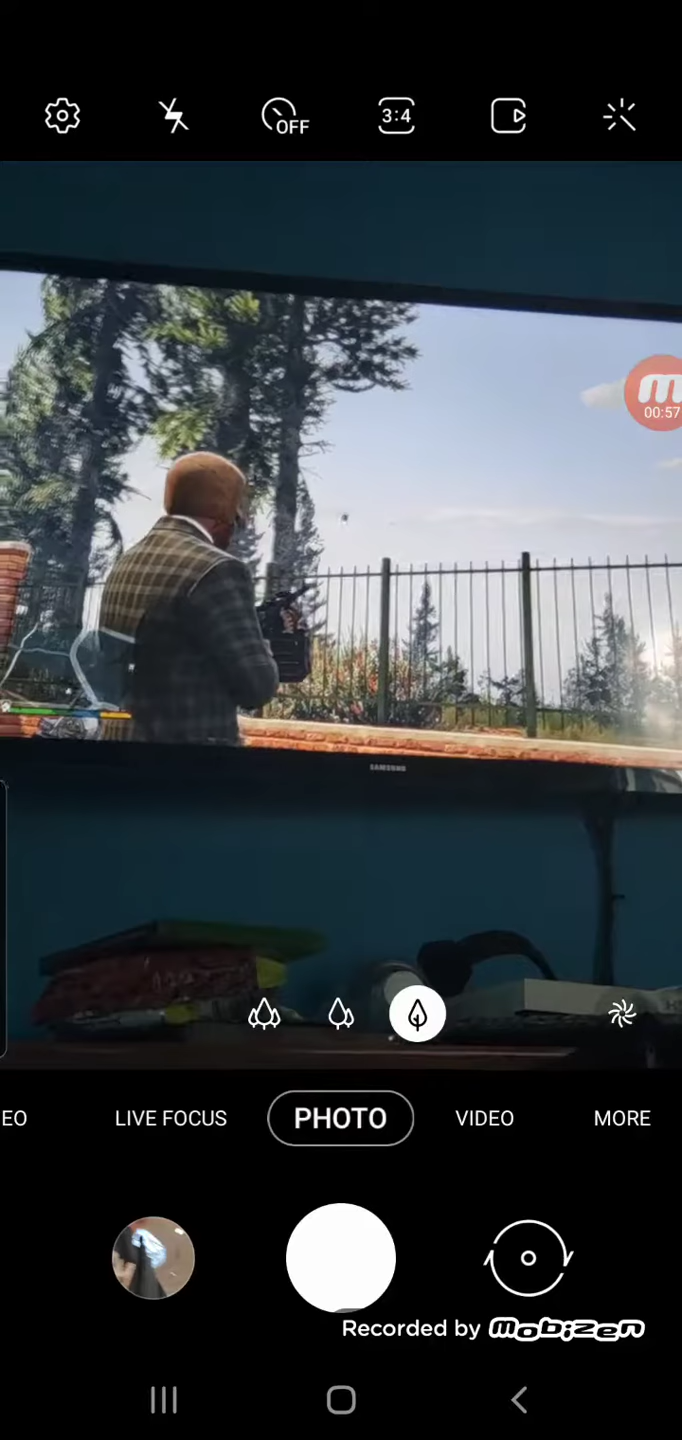 OFF
3:4
00:57
SAMSUNG
EO
LIVE FOCUS
PHOTO
VIDEO
MORE
Recorded by mobizen